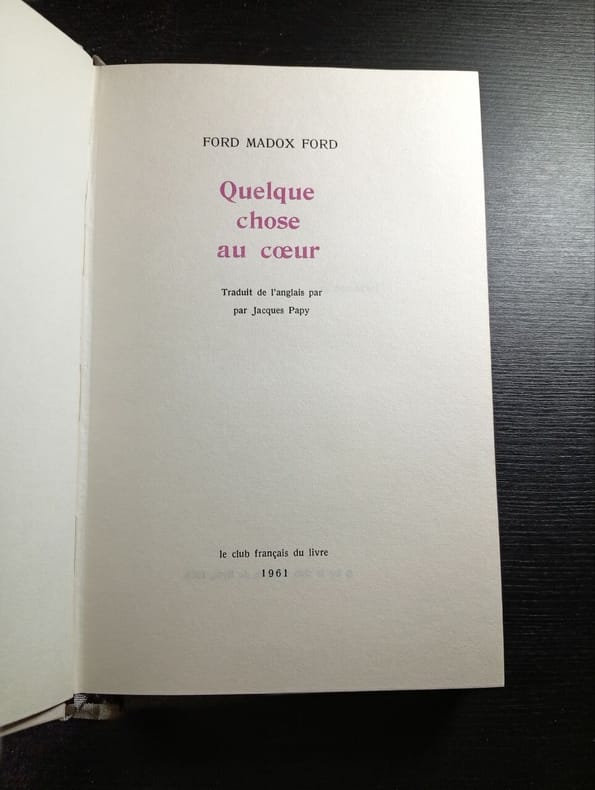 FORD MADOX FORD
Quelque
chose
au cœur
Traduit de l'anglais par
par Jacques Papy
le club français du livre
1961